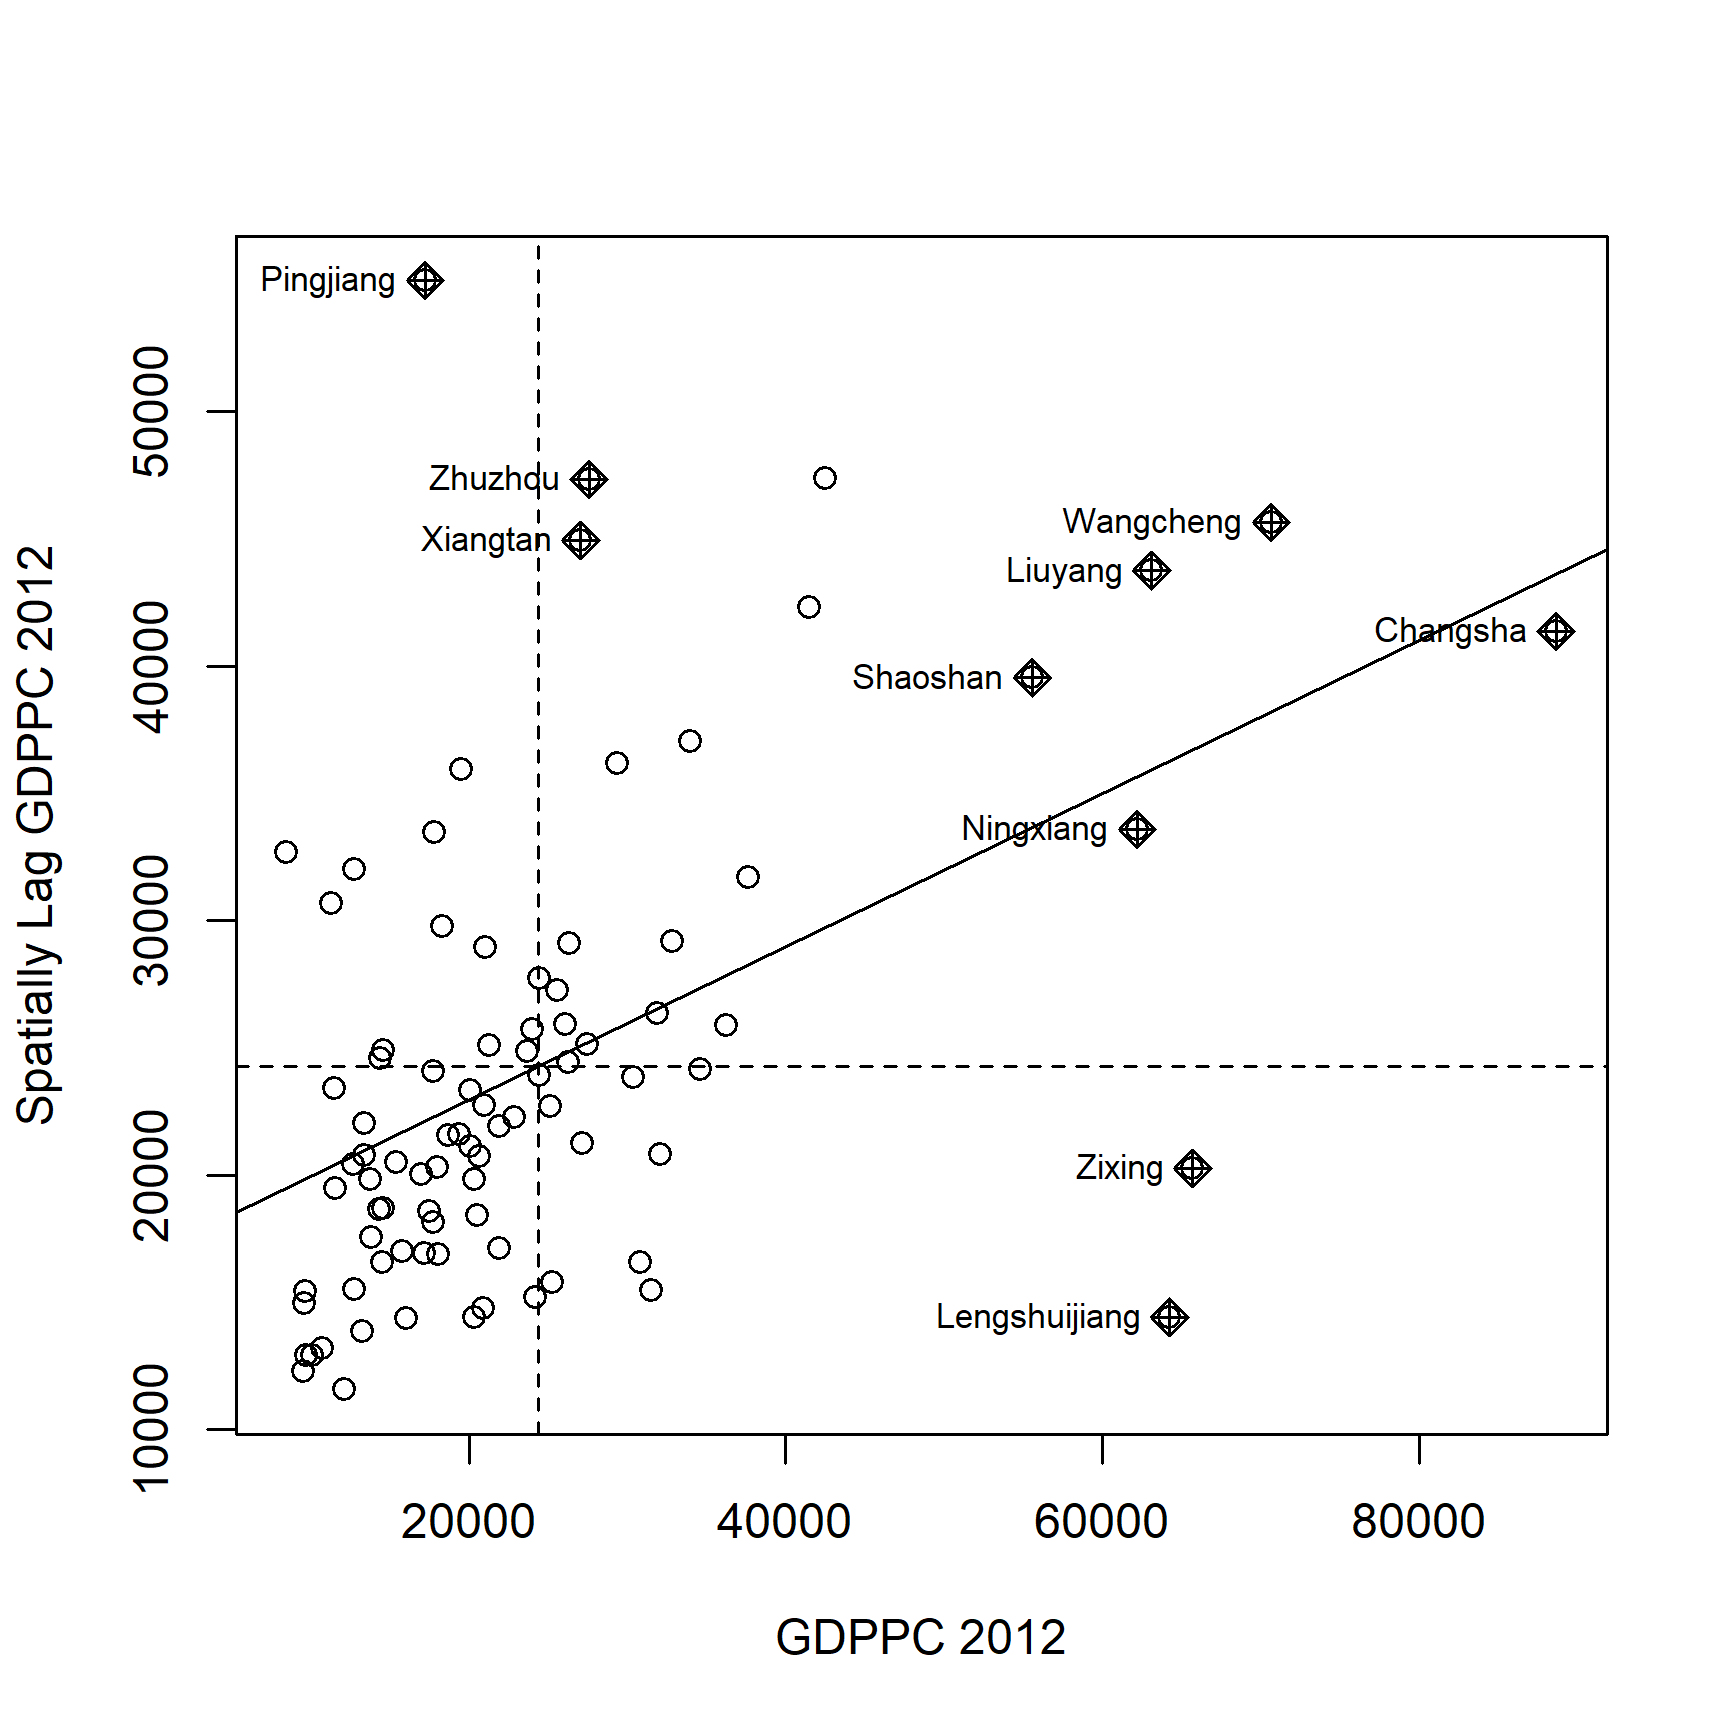 Pingjiang
Zhuzhou
Xiangtan
Wangcheng
Liuyang
Changsha
Shaoshan
Ningxiang
Zixing
Lengshuijiang
50000
40000
30000
20000
10000
Spatially Lag GDPPC 2012
20000 40000 60000 80000
GDPPC 2012